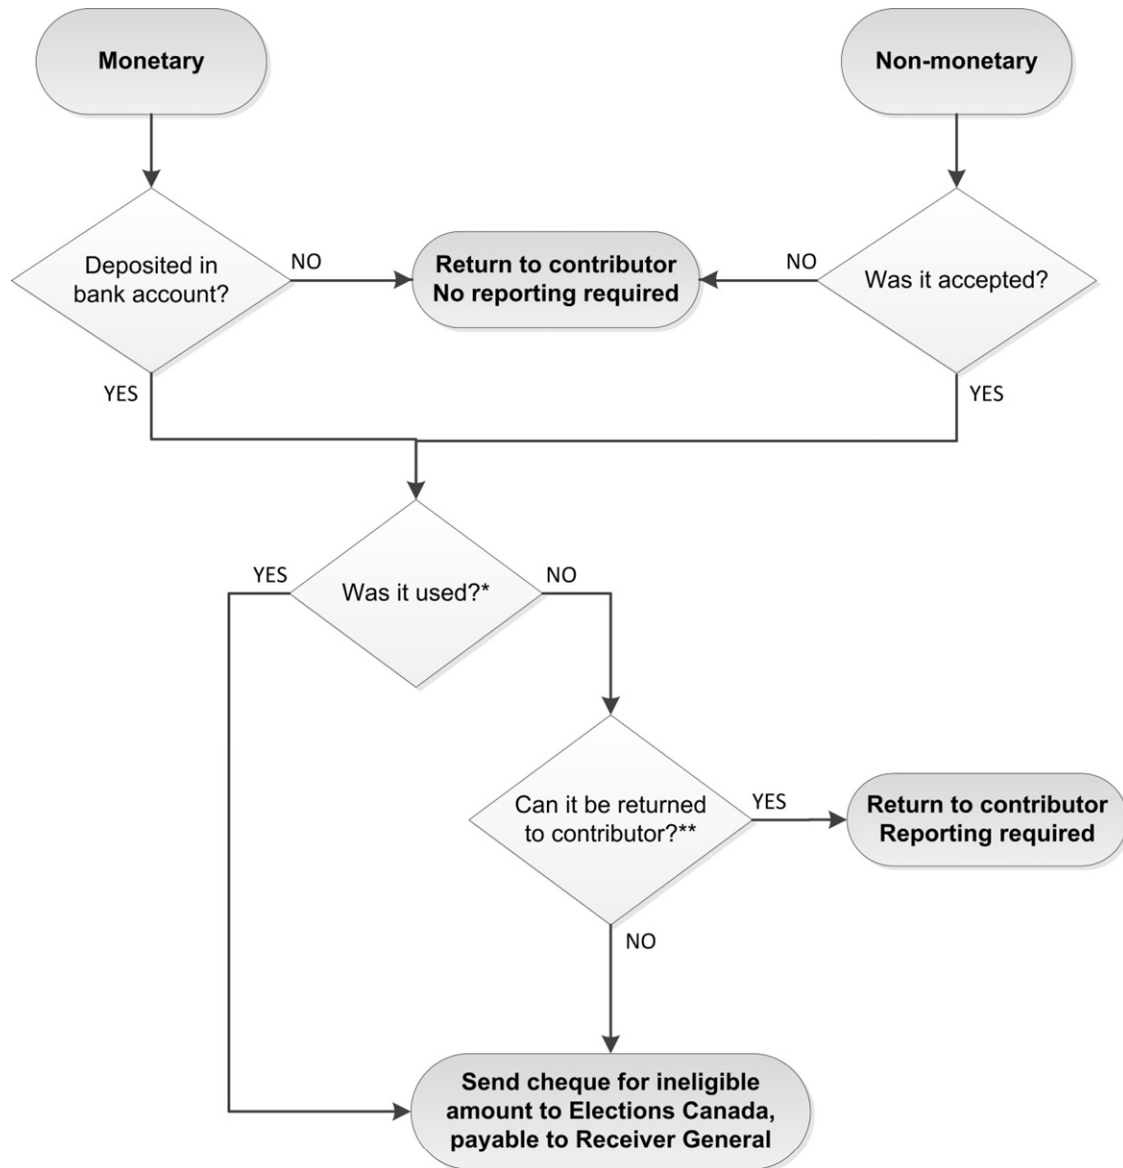 Monetary
Non-monetary
Deposited in
bank account?
NO
Return to contributor
No reporting required
NO
Was it accepted?
YES
YES
YES
Was it used?*
NO
Can it be returned
to contributor?**
YES
Return to contributor
Reporting required
NO
Send cheque for ineligible
amount to Elections Canada,
payable to Receiver General